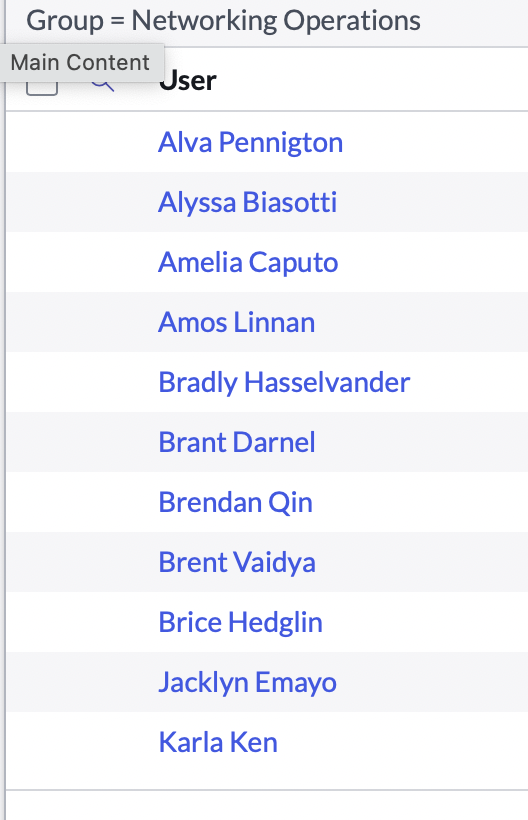 Group = Networking Operations
Main Content
User
Alva Pennigton
Alyssa Biasotti
Amelia Caputo
Amos Linnan
Bradly Hasselvander
Brant Darnel
Brendan Qin
Brent Vaidya
Brice Hedglin
Jacklyn Emayo
Karla Ken